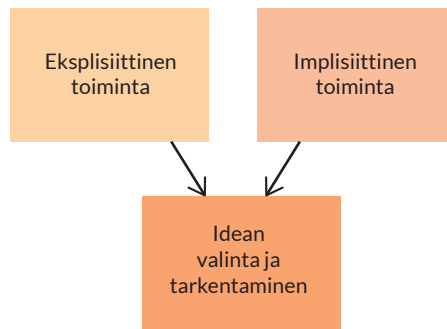 Eksplisiittinen
toiminta
Implisiittinen
toiminta
Idean
valinta ja
tarkentaminen